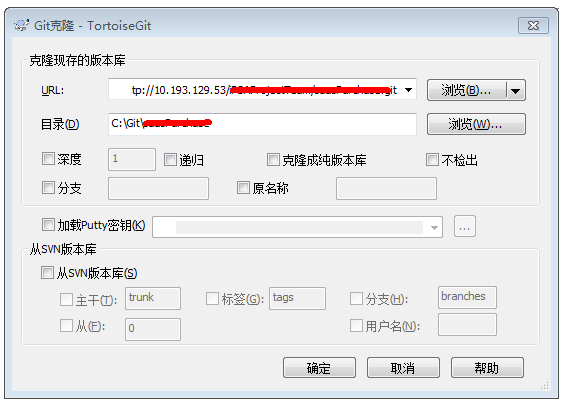 Git克隆 - TortoiseGit
克隆现存的版本库
URL: tp://10.193.129.53/ git 浏览(B)...
目录(D) C:\Git\ 浏览(W)...
深度 1 递归 克隆成纯版本库 不检出
分支 原名称
加载Putty密钥(K) ...
从SVN版本库
从SVN版本库(S)
主干(T): trunk 标签(G): tags 分支(H): branches
从(F): 0 用户名(N):
确定 取消 帮助